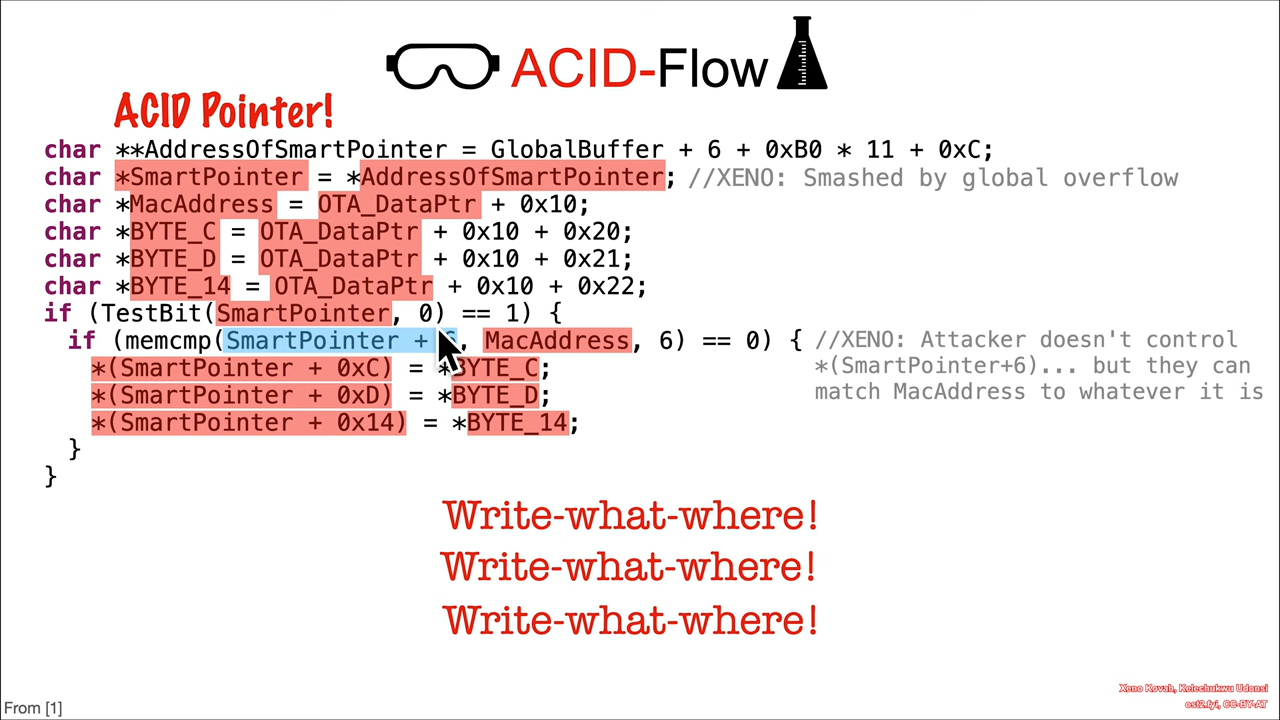 ACID-Flow
ACID Pointer!
char **AddressOfSmartPointer = GlobalBuffer + 6 + 0xB0 * 11 + 0xC;
char *SmartPointer = *AddressOfSmartPointer; //XENO: Smashed by global overflow
char *MacAddress = OTA_DataPtr + 0x10;
char *BYTE_C = OTA_DataPtr + 0x10 + 0x20;
char *BYTE_D = OTA_DataPtr + 0x10 + 0x21;
char *BYTE_14 = OTA_DataPtr + 0x10 + 0x22;
if (TestBit(SmartPointer, 0) == 1) {
if (memcmp(SmartPointer + 6, MacAddress, 6) == 0) { //XENO: Attacker doesn't control
*(SmartPointer + 0xC) = *BYTE_C; *(SmartPointer+6)... but they can
*(SmartPointer + 0xD) = *BYTE_D; match MacAddress to whatever it is
*(SmartPointer + 0x14) = *BYTE_14;
}
}
Write-what-where!
Write-what-where!
Write-what-where!
Xeno Kovah, Kelechukwu Udonsi
ost2.fyi, CC-BY-AT
From [1]